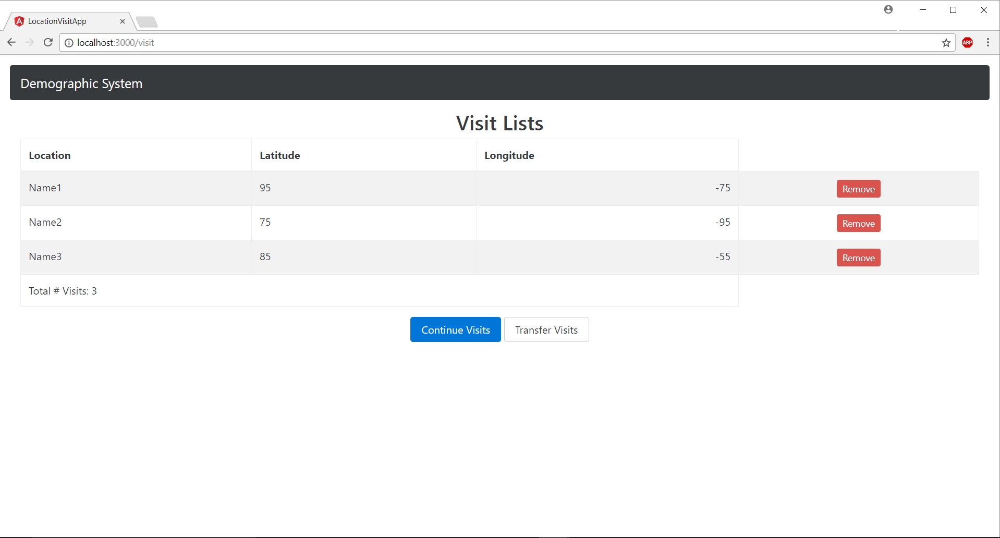 LocationVisitApp
localhost:3000/visit
ABP
Demographic System
Visit Lists
Location Latitude Longitude
Name1 95 -75 Remove
Name2 75 -95 Remove
Name3 85 -55 Remove
Total # Visits: 3
Continue Visits Transfer Visits